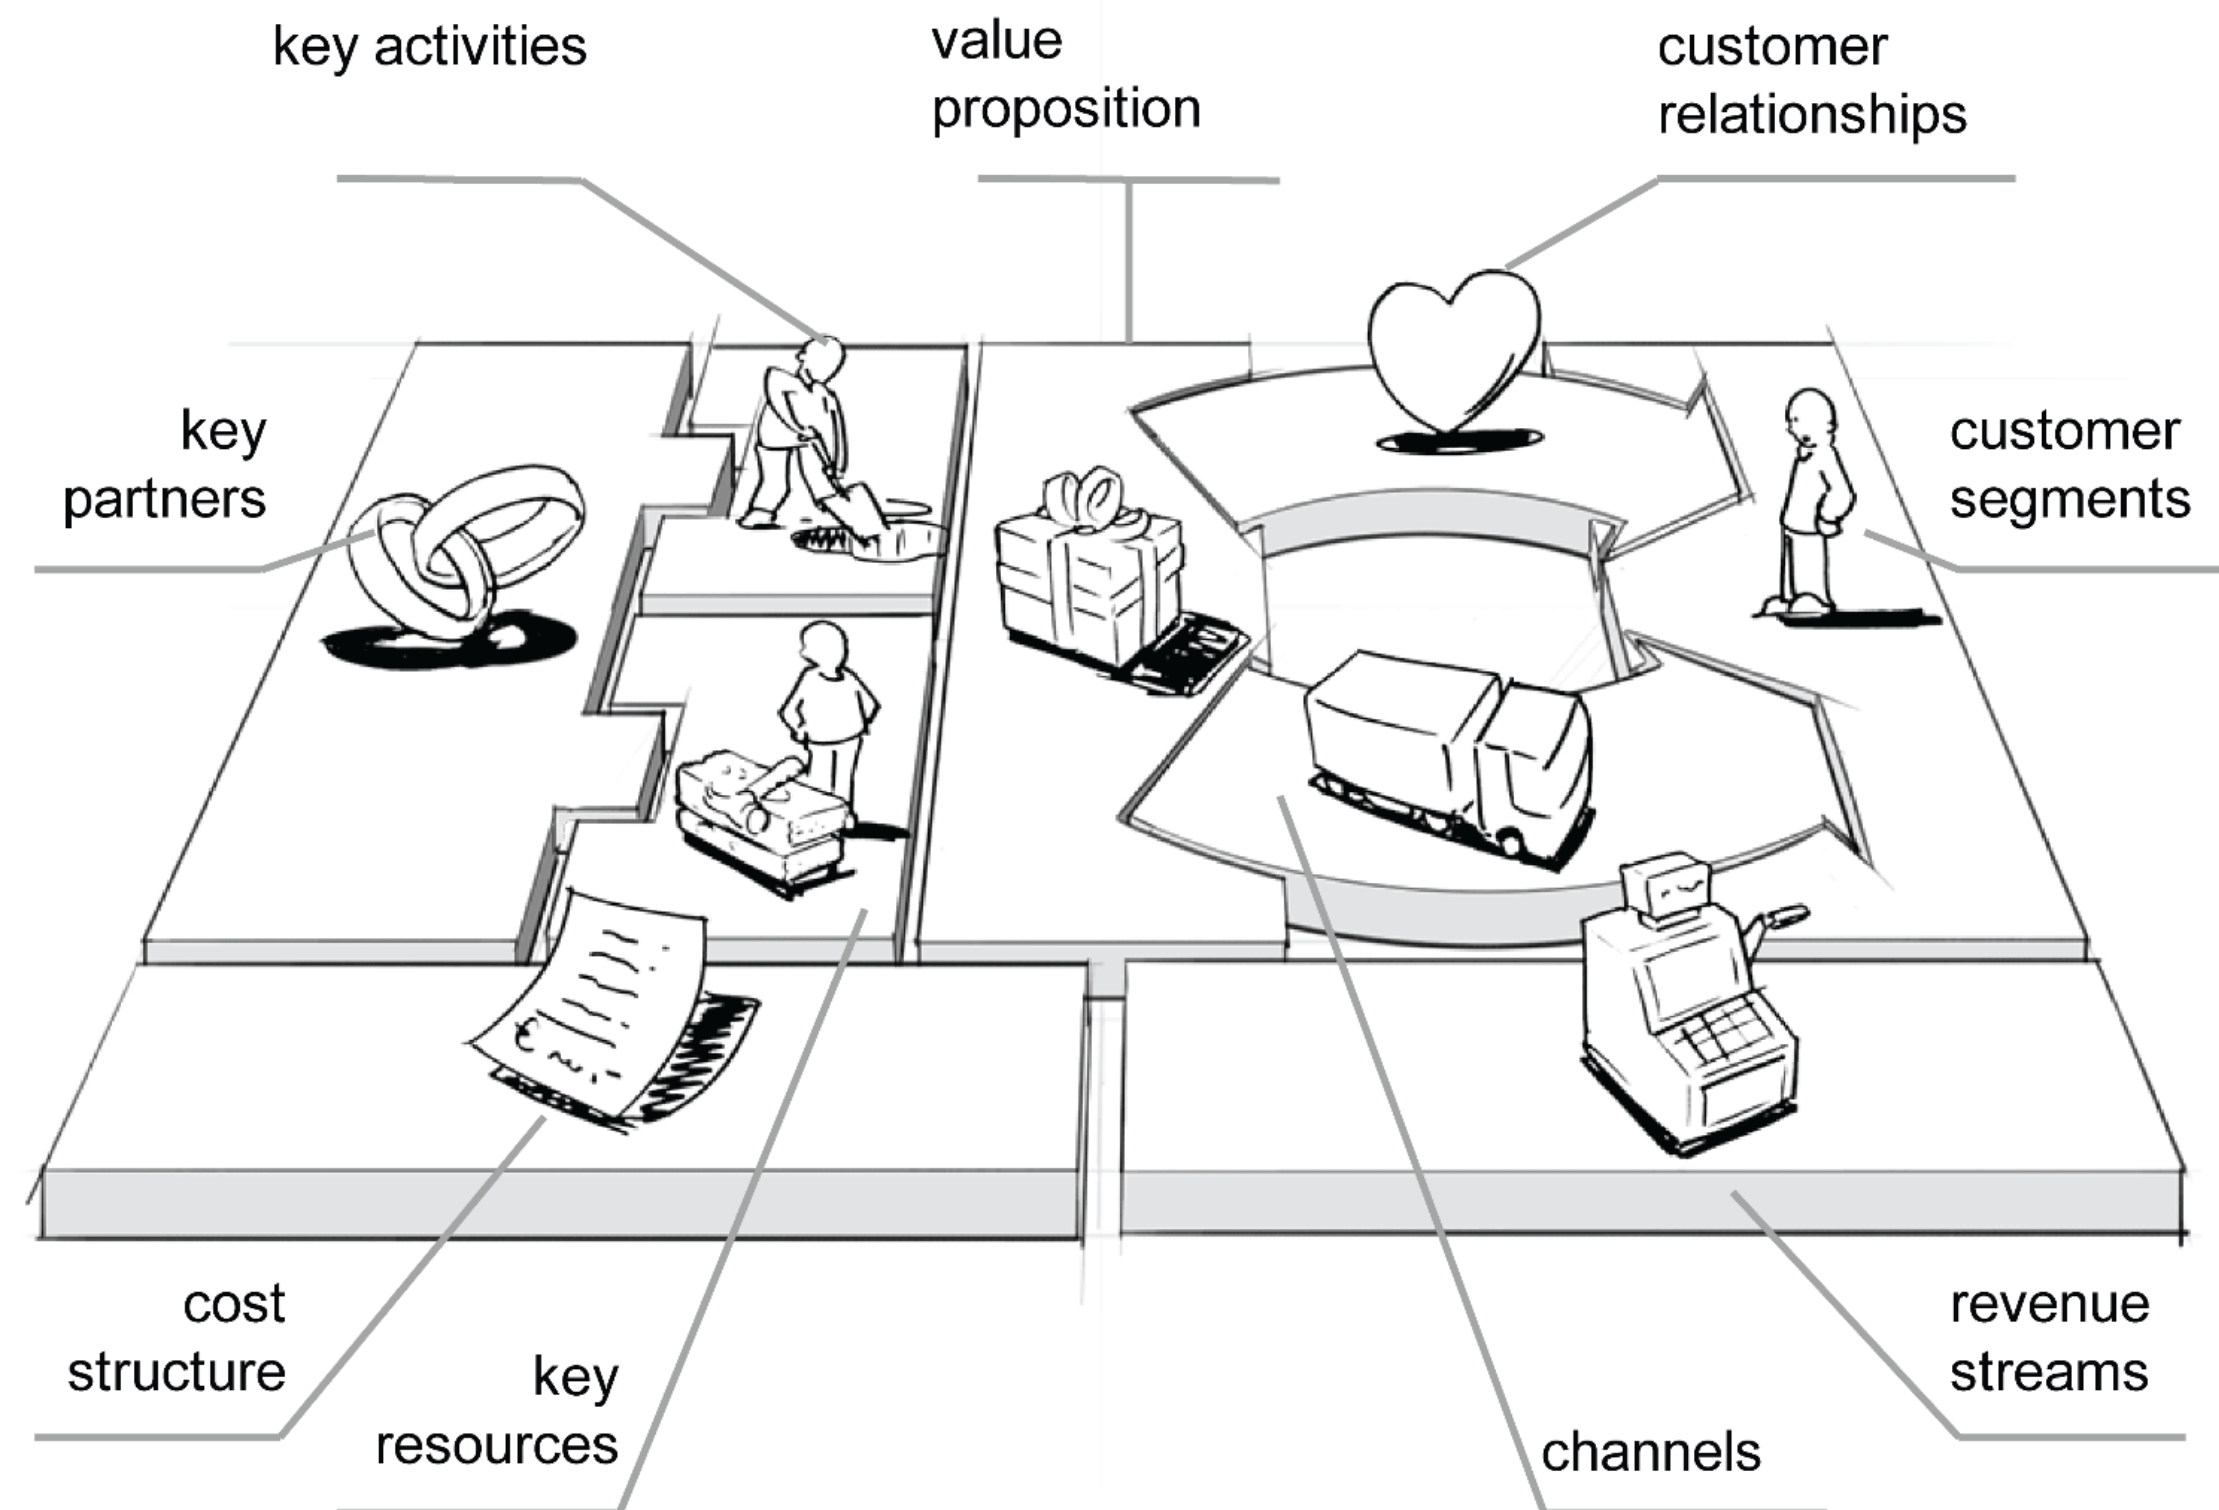 key activities
value
proposition
customer
relationships
key
partners
customer
segments
cost
structure
key
resources
channels
revenue
streams